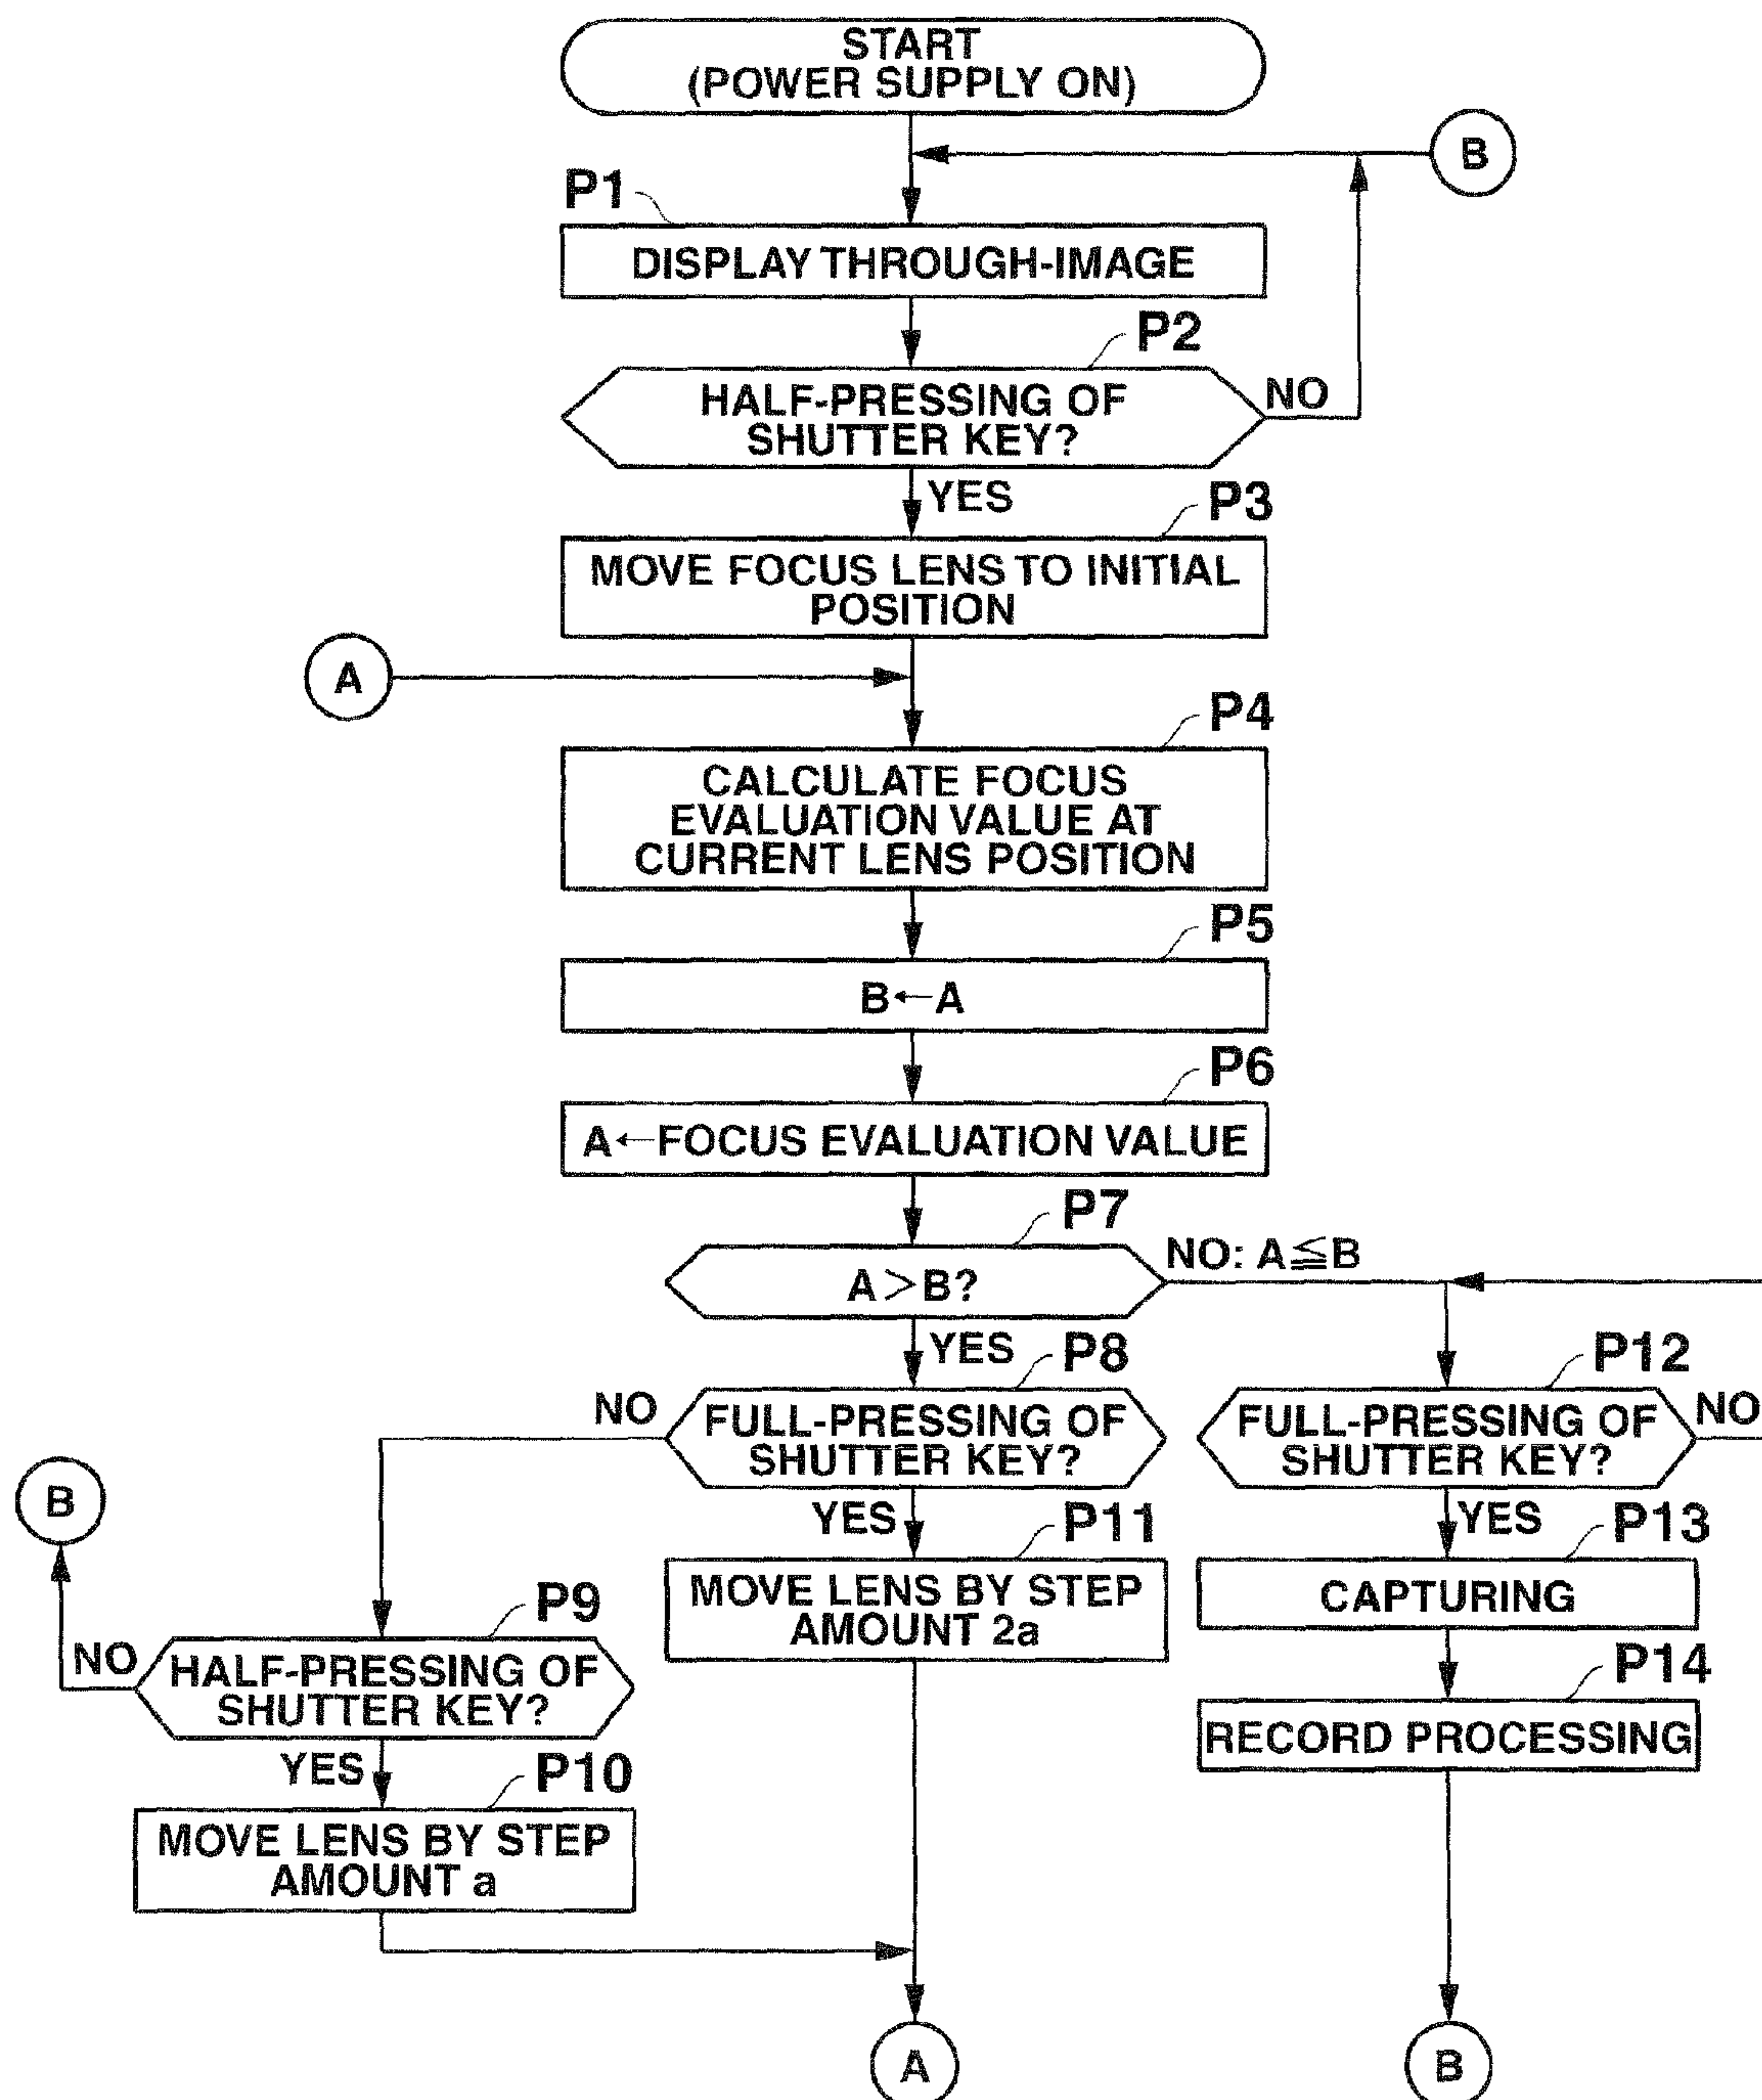 START
(POWER SUPPLY ON)
B
P1
DISPLAY THROUGH-IMAGE
P2
HALF-PRESSING OF
SHUTTER KEY?
NO
YES
P3
MOVE FOCUS LENS TO INITIAL
POSITION
A
P4
CALCULATE FOCUS
EVALUATION VALUE AT
CURRENT LENS POSITION
P5
B←A
P6
A←FOCUS EVALUATION VALUE
P7
A>B?
NO: A≦B
YES
P8
FULL-PRESSING OF
SHUTTER KEY?
NO
P12
FULL-PRESSING OF
SHUTTER KEY?
NO
B
YES
P11
MOVE LENS BY STEP
AMOUNT 2a
YES
P13
CAPTURING
P9
HALF-PRESSING OF
SHUTTER KEY?
NO
P14
RECORD PROCESSING
YES
P10
MOVE LENS BY STEP
AMOUNT a
A
B